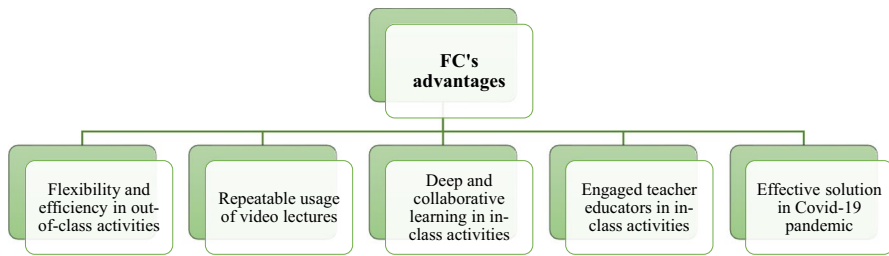 FC's
advantages
Flexibility and
efficiency in out-
of-class activities
Repeatable usage
of video lectures
Deep and
collaborative
learning in in-
class activities
Engaged teacher
educators in in-
class activities
Effective solution
in Covid-19
pandemic